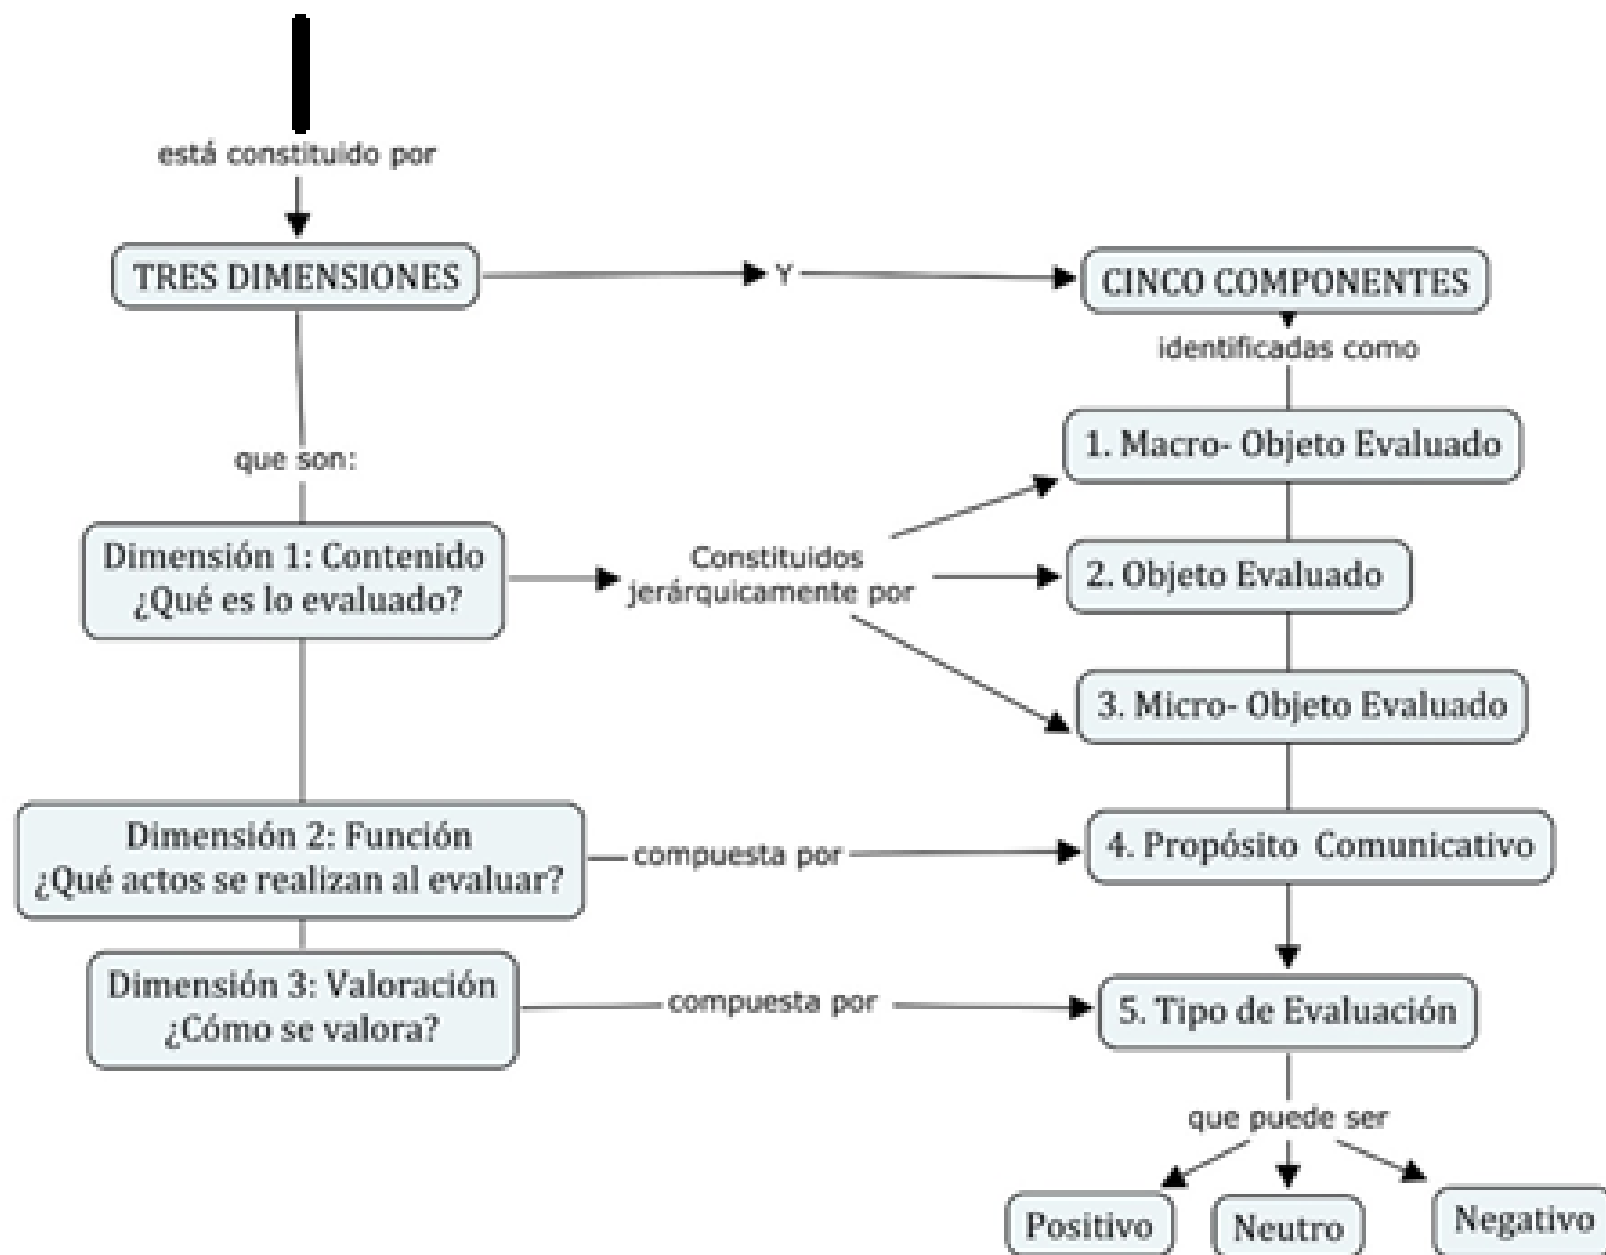 está constituido por
TRES DIMENSIONES
Y
CINCO COMPONENTES
identificadas como
1. Macro- Objeto Evaluado
que son:
Dimensión 1: Contenido
¿Qué es lo evaluado?
Constituidos
jerárquicamente por
2. Objeto Evaluado
3. Micro- Objeto Evaluado
Dimensión 2: Función
¿Qué actos se realizan al evaluar?
compuesta por
4. Propósito Comunicativo
Dimensión 3: Valoración
¿Cómo se valora?
compuesta por
5. Tipo de Evaluación
que puede ser
Positivo
Neutro
Negativo